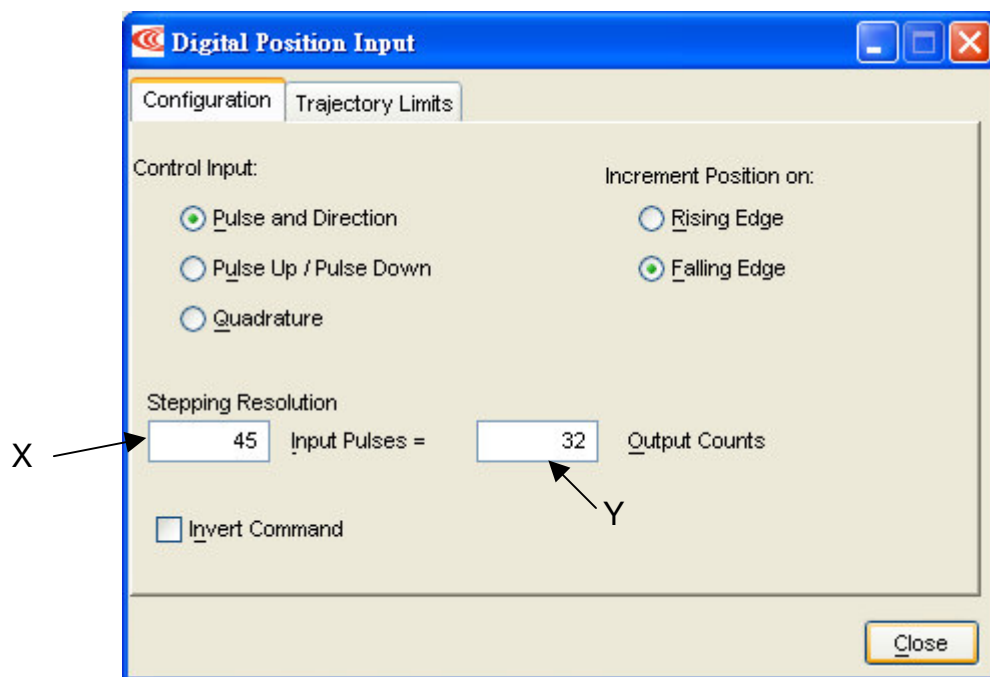 Digital Position Input
Configuration Trajectory Limits
Control Input: Increment Position on:
Pulse and Direction Rising Edge
Pulse Up / Pulse Down Falling Edge
Quadrature
Stepping Resolution
X 45 Input Pulses = 32 Output Counts
Y
Invert Command
Close